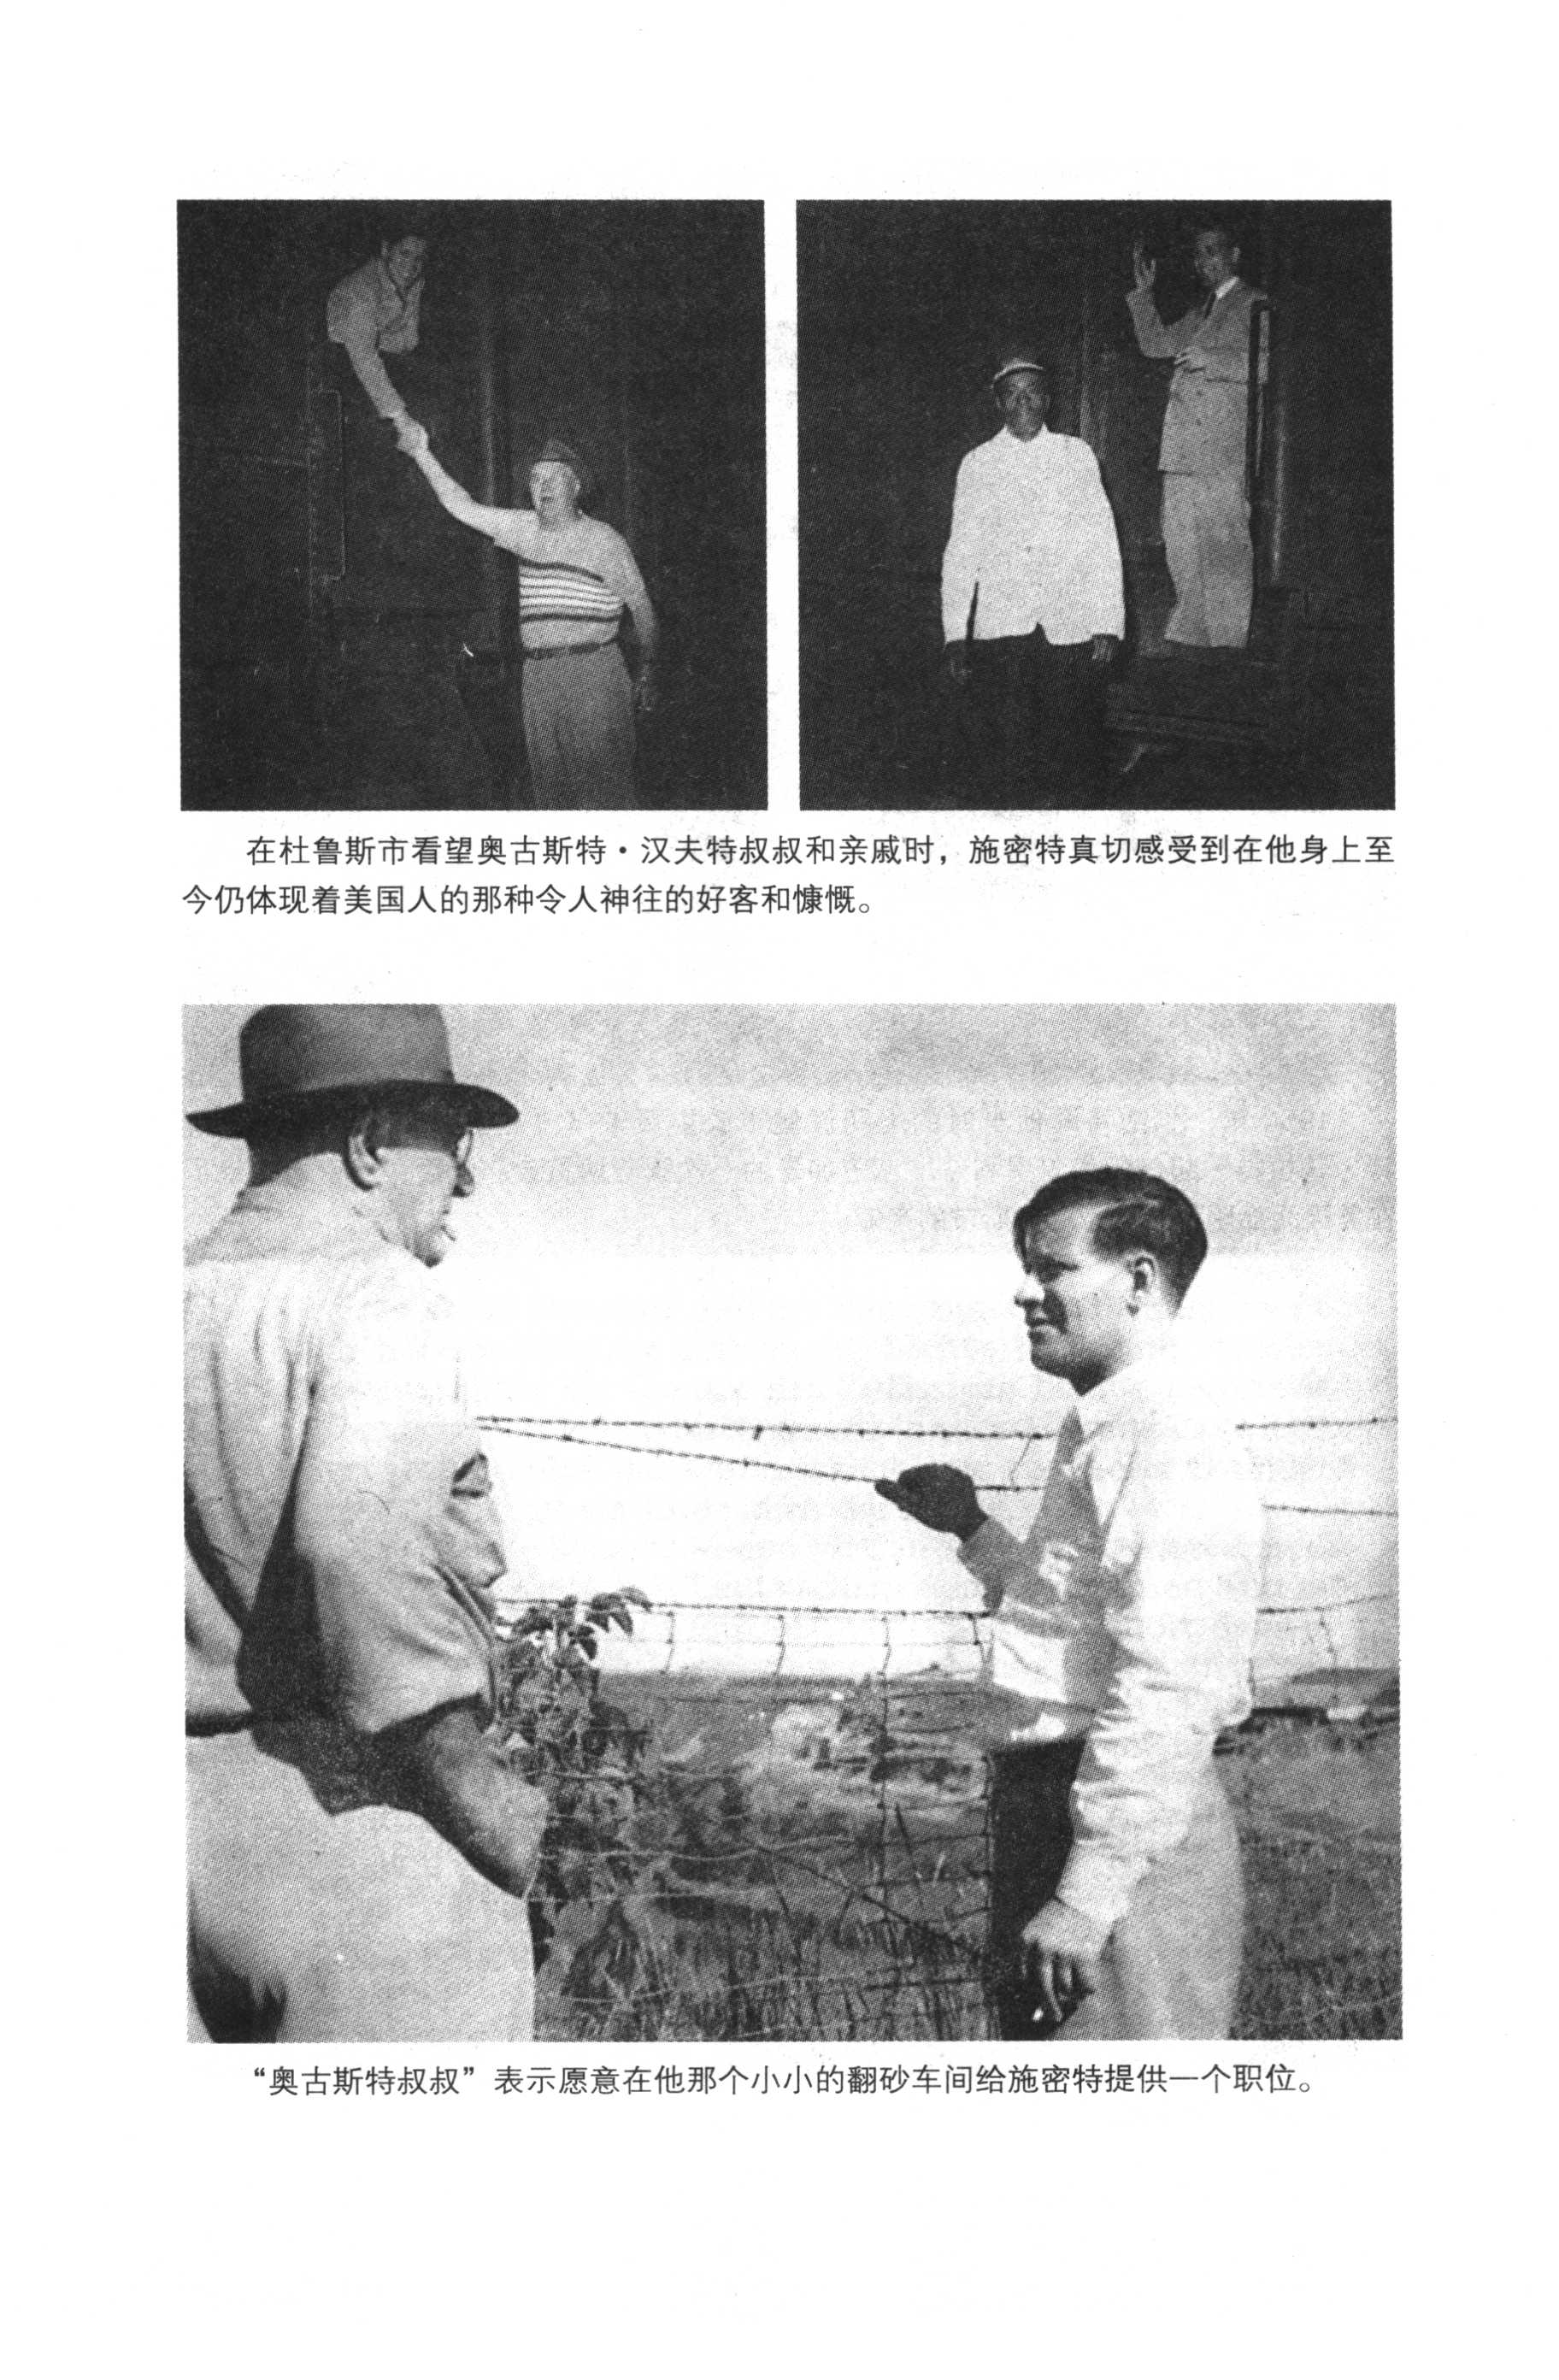 在杜鲁斯市看望奥古斯特·汉夫特叔叔和亲戚时，施密特真切感受到在他身上至
今仍体现着美国人的那种令人神往的好客和慷慨。
“奥古斯特叔叔”表示愿意在他那个小小的翻砂车间给施密特提供一个职位。